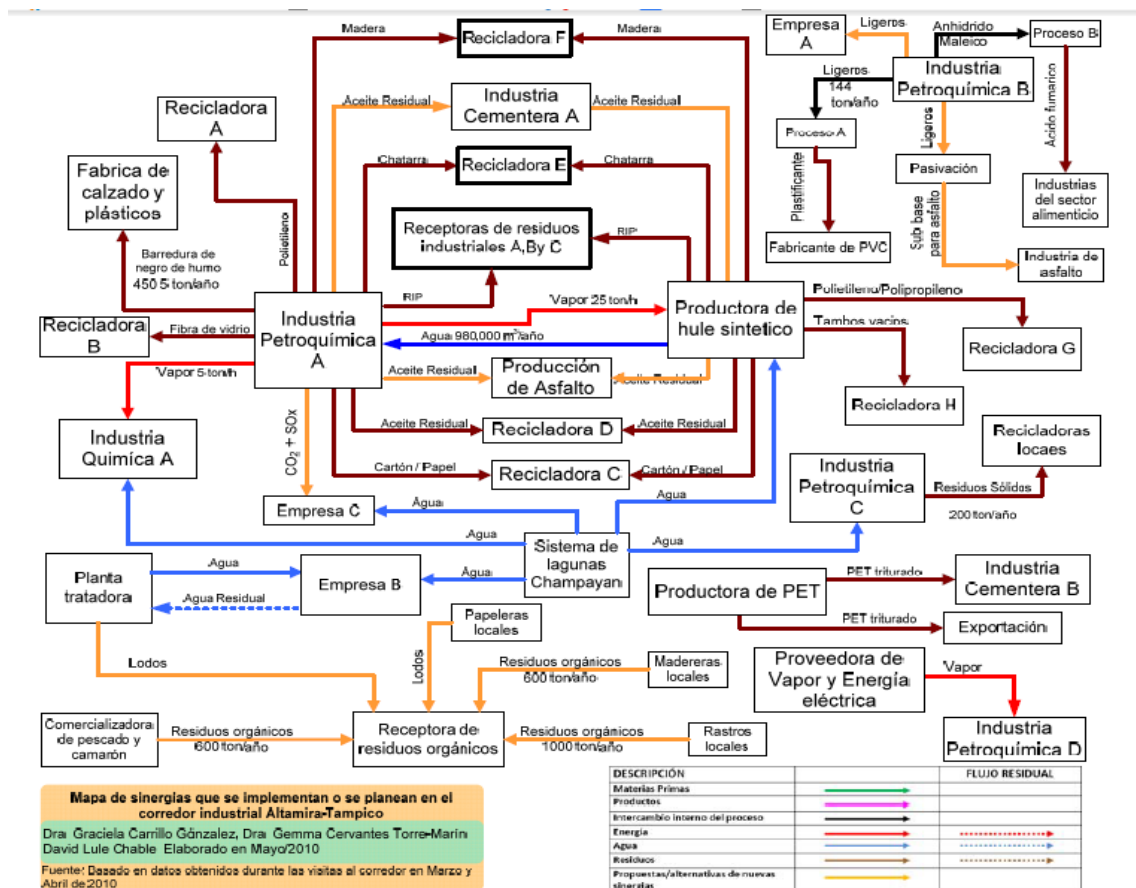 Madera
Recicladora F
Madera
Empresa
A
Ligeros
Anhidrido
Maleico
Proceso B
Recicladora
A
Aceite Residual
Industria
Cementera A
Aceite Residual
Ligeros
144
ton/año
Industria
Petroquímica B
Proceso A
Ligeros
Acido fumarico
Fabrica de
calzado y
plásticos
Chatarra
Recicladora E
Chatarra
Pasivación
Plastificante
Industrias
del sector
alimenticio
Polietileno
Receptoras de residuos
industriales A,By C
RIP
Fabricante de PVC
Sub base
para asfalto
Industria de
asfalto
Barredura de
negro de humo
450 5 ton/año
RIP
Industria
Petroquímica
A
Vapor 25 ton/h
Productora de
hule sintetico
Polietileno/Polipropileno
Recicladora
B
Fibra de vidrio
Agua 980,000 m³/año
Tambos vacios
Recicladora G
Vapor 5 ton/h
Aceite Residual
Producción
de Asfalto
Aceite Residual
Recicladora H
Industria
Quimíca A
CO₂ + SOx
Aceite Residual
Recicladora D
Aceite Residual
Recicladoras
locaes
Cartón / Papel
Recicladora C
Cartón / Papel
Industria
Petroquímica
C
Residuos Sólidos
200 ton/año
Empresa C
Agua
Agua
Agua
Sistema de
lagunas
Champayan
Agua
Planta
tratadora
Agua
Empresa B
Agua
Agua Residual
Productora de PET
PET triturado
Industria
Cementera B
Papeleras
locales
PET triturado
Exportación
Lodos
Lodos
Residuos orgánicos
600 ton/año
Madereras
locales
Proveedora de
Vapor y Energía
eléctrica
Vapor
Comercializadora
de pescado y
camarón
Residuos orgánicos
600 ton/año
Receptora de
residuos orgánicos
Residuos orgánicos
1000 ton/año
Rastros
locales
Industria
Petroquímica D
Mapa de sinergias que se implementan o se planean en el
corredor industrial Altamira-Tampico
Dra. Graciela Carrillo Gónzalez, Dra. Gemma Cervantes Torre-Marín
David Lule Chable Elaborado en Mayo/2010
Fuente: Basado en datos obtenidos durante las visitas al corredor en Marzo y
Abril de 2010
DESCRIPCIÓN
FLUJO RESIDUAL
Materias Primas
Productos
Intercambio interno del proceso
Energia
Agua
Residuos
Propuestas/alternativas de nuevas
sinergias